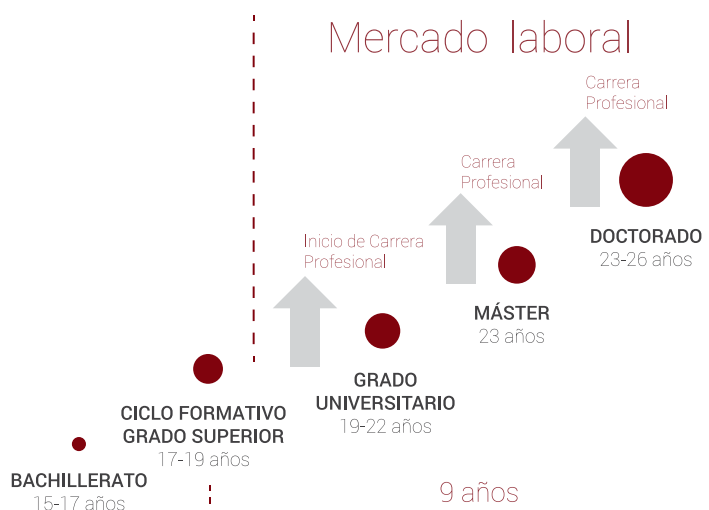 Mercado laboral
Carrera
Profesional
Carrera
Profesional
DOCTORADO
23-26 años
Inicio de Carrera
Profesional
MÁSTER
23 años
GRADO
UNIVERSITARIO
19-22 años
CICLO FORMATIVO
GRADO SUPERIOR
17-19 años
BACHILLERATO
15-17 años
9 años